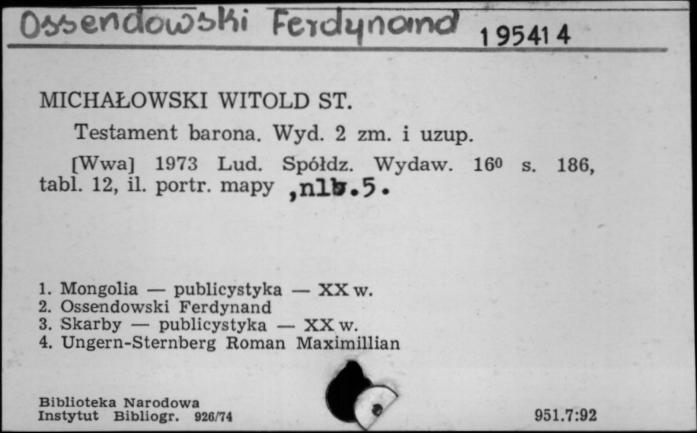 Ossendowski Ferdynand 195414
MICHAŁOWSKI WITOLD ST.
Testament barona. Wyd. 2 zm. i uzup.
[Wwa] 1973 Lud. Spółdz. Wydaw. 16⁰ s. 186,
tabl. 12, il. portr. mapy ,nlb.5.
1. Mongolia — publicystyka — XX w.
2. Ossendowski Ferdynand
3. Skarby — publicystyka — XX w.
4. Ungern-Sternberg Roman Maximillian
Biblioteka Narodowa
Instytut Bibliogr. 926/74 951.7:92